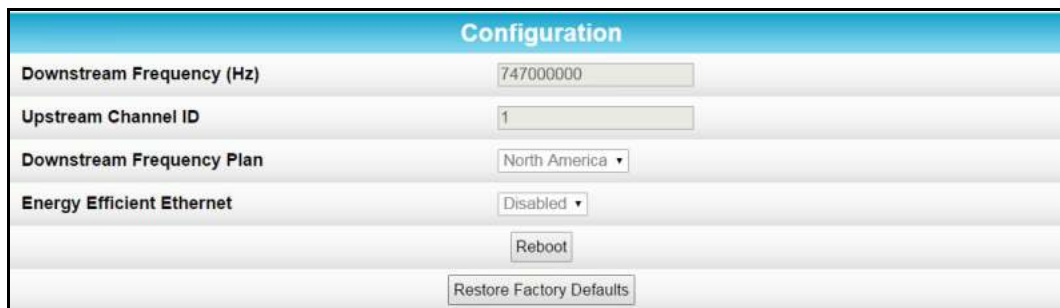 Configuration
Downstream Frequency (Hz) 747000000
Upstream Channel ID 1
Downstream Frequency Plan North America
Energy Efficient Ethernet Disabled
Reboot
Restore Factory Defaults